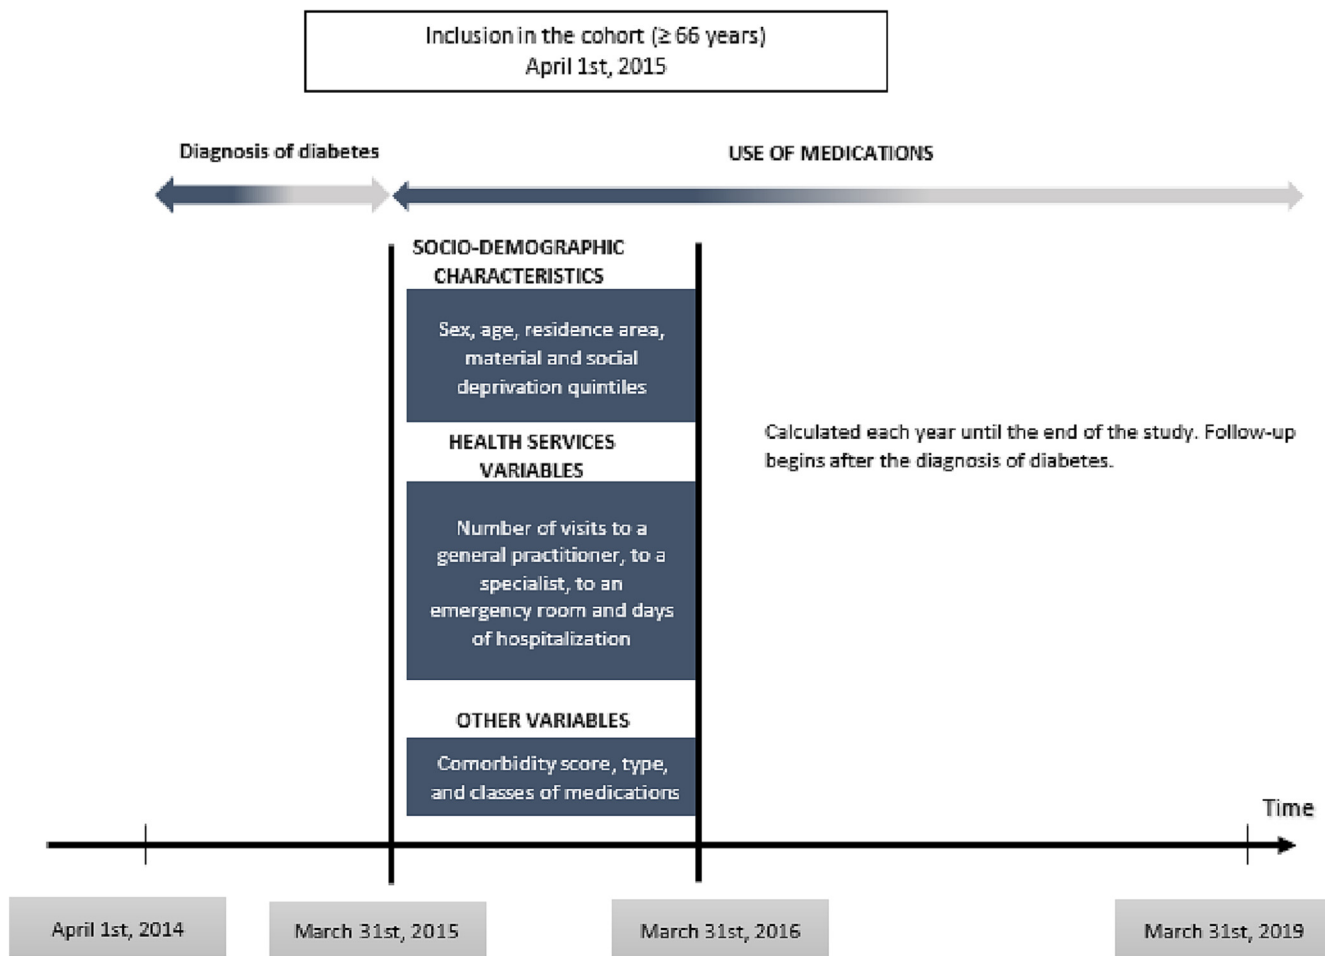 Inclusion in the cohort (≥ 66 years)
April 1st, 2015
Diagnosis of diabetes
USE OF MEDICATIONS
SOCIO-DEMOGRAPHIC
CHARACTERISTICS
Sex, age, residence area,
material and social
deprivation quintiles
HEALTH SERVICES
VARIABLES
Number of visits to a
general practitioner, to a
specialist, to an
emergency room and days
of hospitalization
Calculated each year until the end of the study. Follow-up
begins after the diagnosis of diabetes.
OTHER VARIABLES
Comorbidity score, type,
and classes of medications
Time
April 1st, 2014
March 31st, 2015
March 31st, 2016
March 31st, 2019